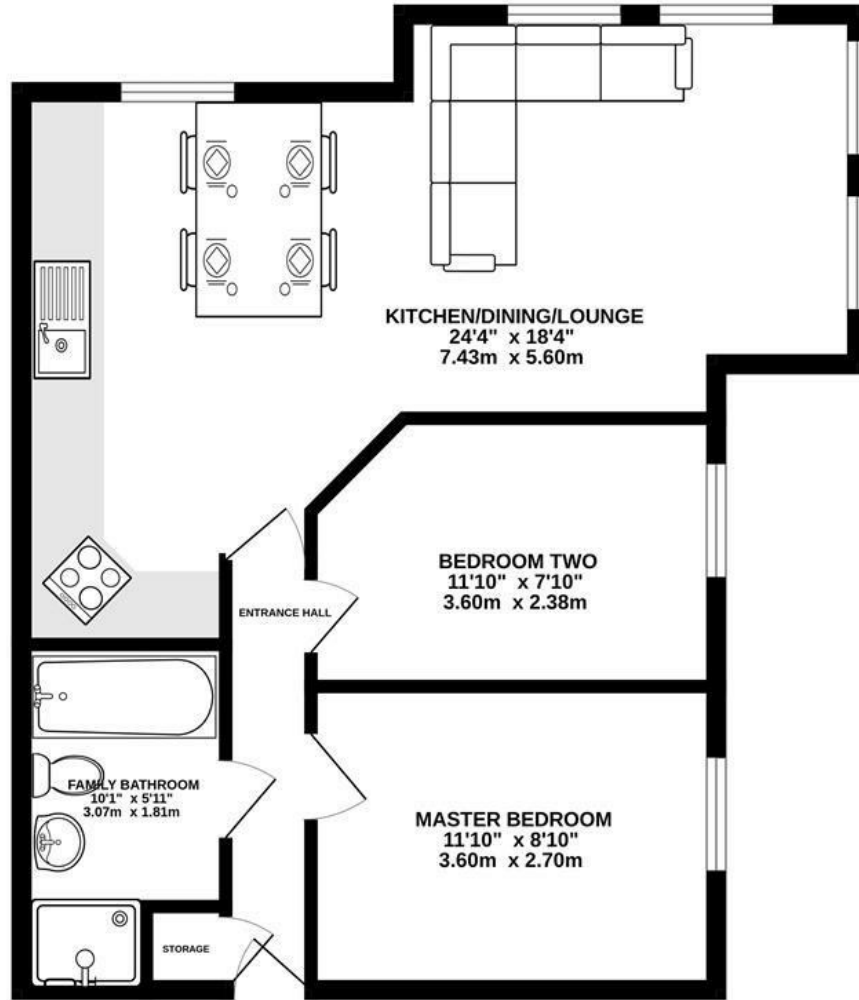 KITCHEN/DINING/LOUNGE
24'4" x 18'4"
7.43m x 5.60m
BEDROOM TWO
11'10" x 7'10"
3.60m x 2.38m
ENTRANCE HALL
FAMILY BATHROOM
10'1" x 5'11"
3.07m x 1.81m
MASTER BEDROOM
11'10" x 8'10"
3.60m x 2.70m
STORAGE